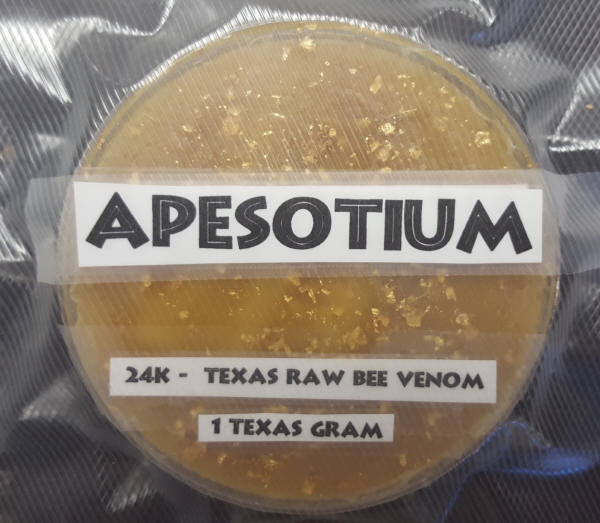 APESOTIUM
24K - TEXAS RAW BEE VENOM
1 TEXAS GRAM